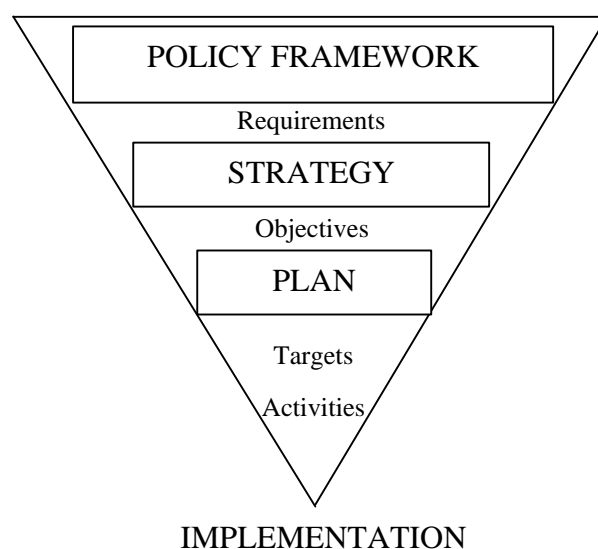 POLICY FRAMEWORK
Requirements
STRATEGY
Objectives
PLAN
Targets
Activities
IMPLEMENTATION